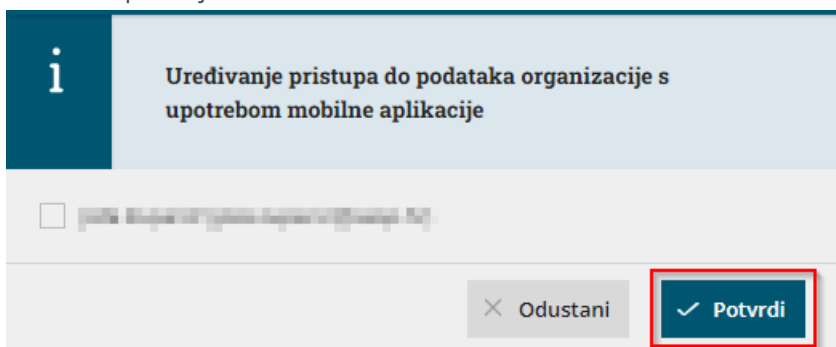 i
Uređivanje pristupa do podataka organizacije s
upotrebom mobilne aplikacije
Odustani
Potvrdi